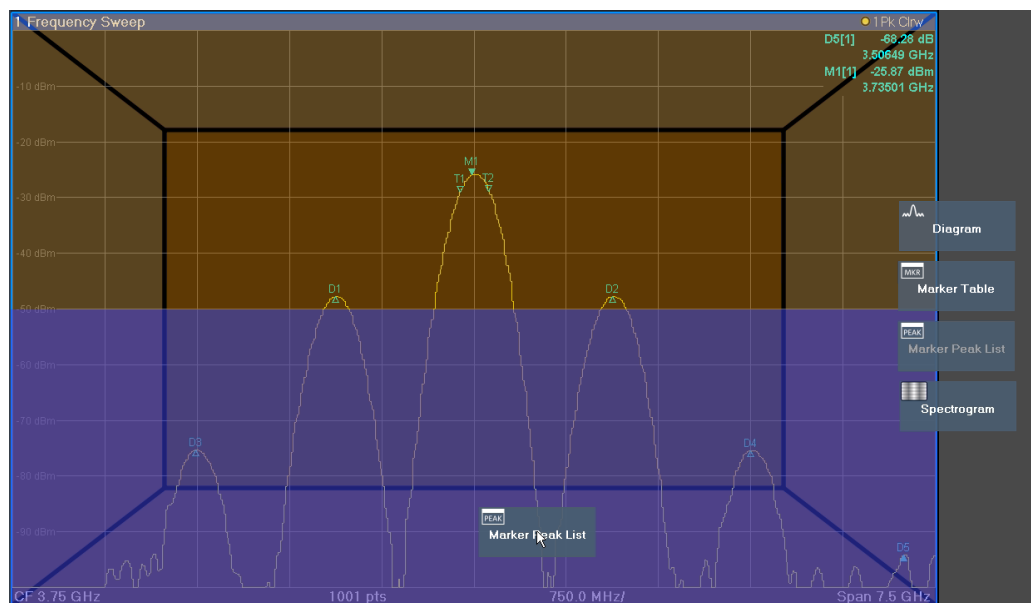 1 Frequency Sweep
1Pk Clrw
D5[1] -68.28 dB
3.50649 GHz
M1[1] -25.87 dBm
3.73501 GHz
-10 dBm
-20 dBm
M1
T1
T2
-30 dBm
-40 dBm
D1
D2
-50 dBm
-60 dBm
-70 dBm
D3
D4
-80 dBm
-90 dBm
D5
CF 3.75 GHz
1001 pts
750.0 MHz/
Span 7.5 GHz
Diagram
MKR
Marker Table
PEAK
Marker Peak List
Spectrogram
PEAK
Marker Peak List